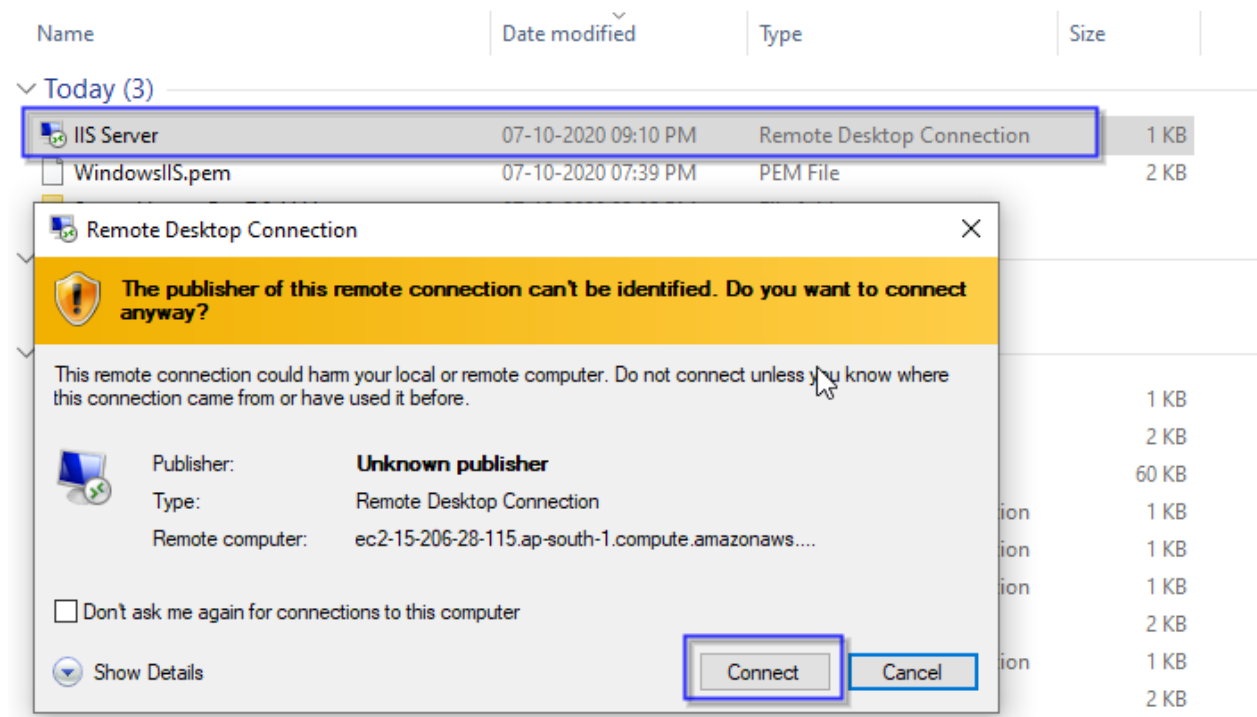 Name Date modified Type Size
Today (3)
IIS Server 07-10-2020 09:10 PM Remote Desktop Connection 1 KB
WindowsIIS.pem 07-10-2020 07:39 PM PEM File 2 KB
Remote Desktop Connection
The publisher of this remote connection can't be identified. Do you want to connect
anyway?
This remote connection could harm your local or remote computer. Do not connect unless you know where
this connection came from or have used it before.
1 KB
2 KB
Publisher: Unknown publisher
60 KB
Type: Remote Desktop Connection
ion 1 KB
Remote computer: ec2-15-206-28-115.ap-south-1.compute.amazonaws....
ion 1 KB
ion 1 KB
Don't ask me again for connections to this computer
2 KB
Show Details Connect Cancel
ion 1 KB
2 KB